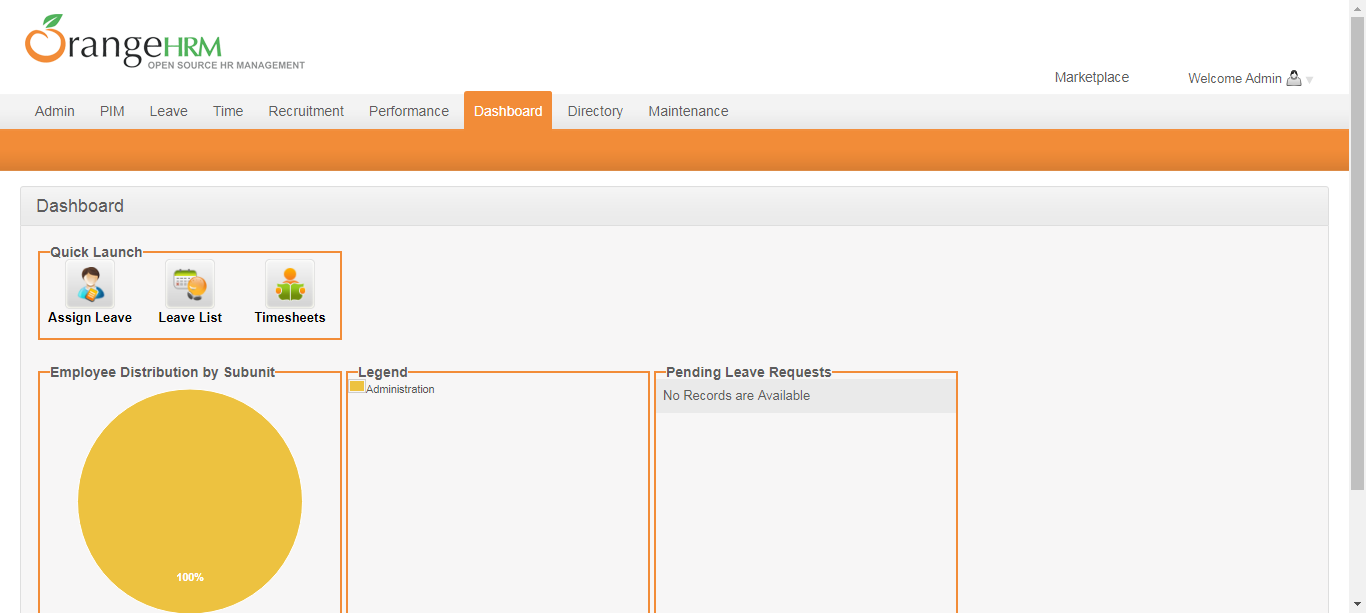 OrangeHRM
OPEN SOURCE HR MANAGEMENT
Marketplace Welcome Admin
Admin PIM Leave Time Recruitment Performance Dashboard Directory Maintenance
Dashboard
Quick Launch
Assign Leave Leave List Timesheets
Employee Distribution by Subunit
100%
Legend
Administration
Pending Leave Requests
No Records are Available